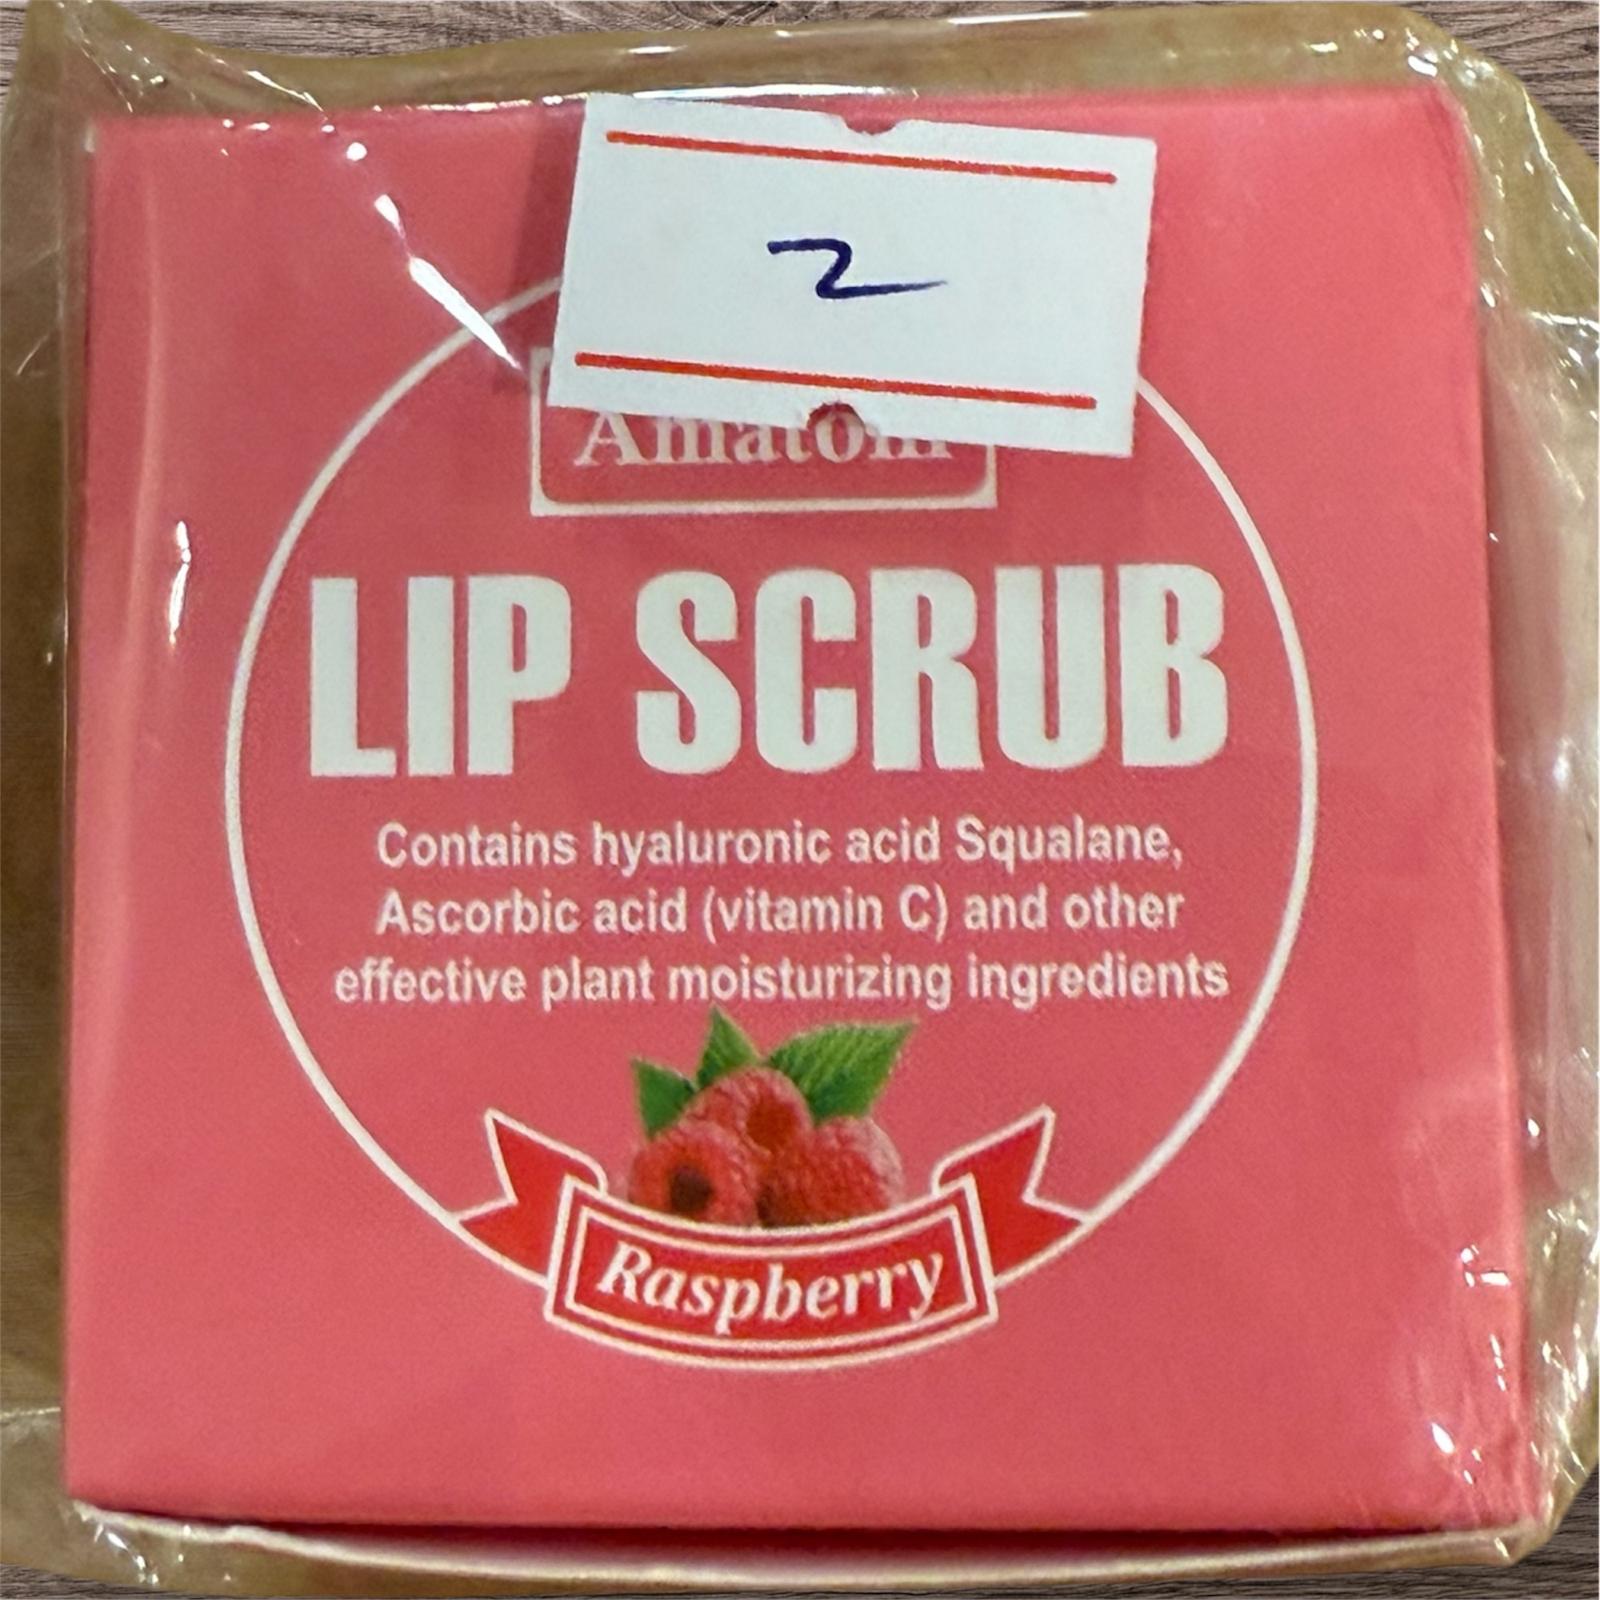 2
LIP SCRUB
Contains hyaluronic acid Squalane,
Ascorbic acid (vitamin C) and other
effective plant moisturizing ingredients
Raspberry